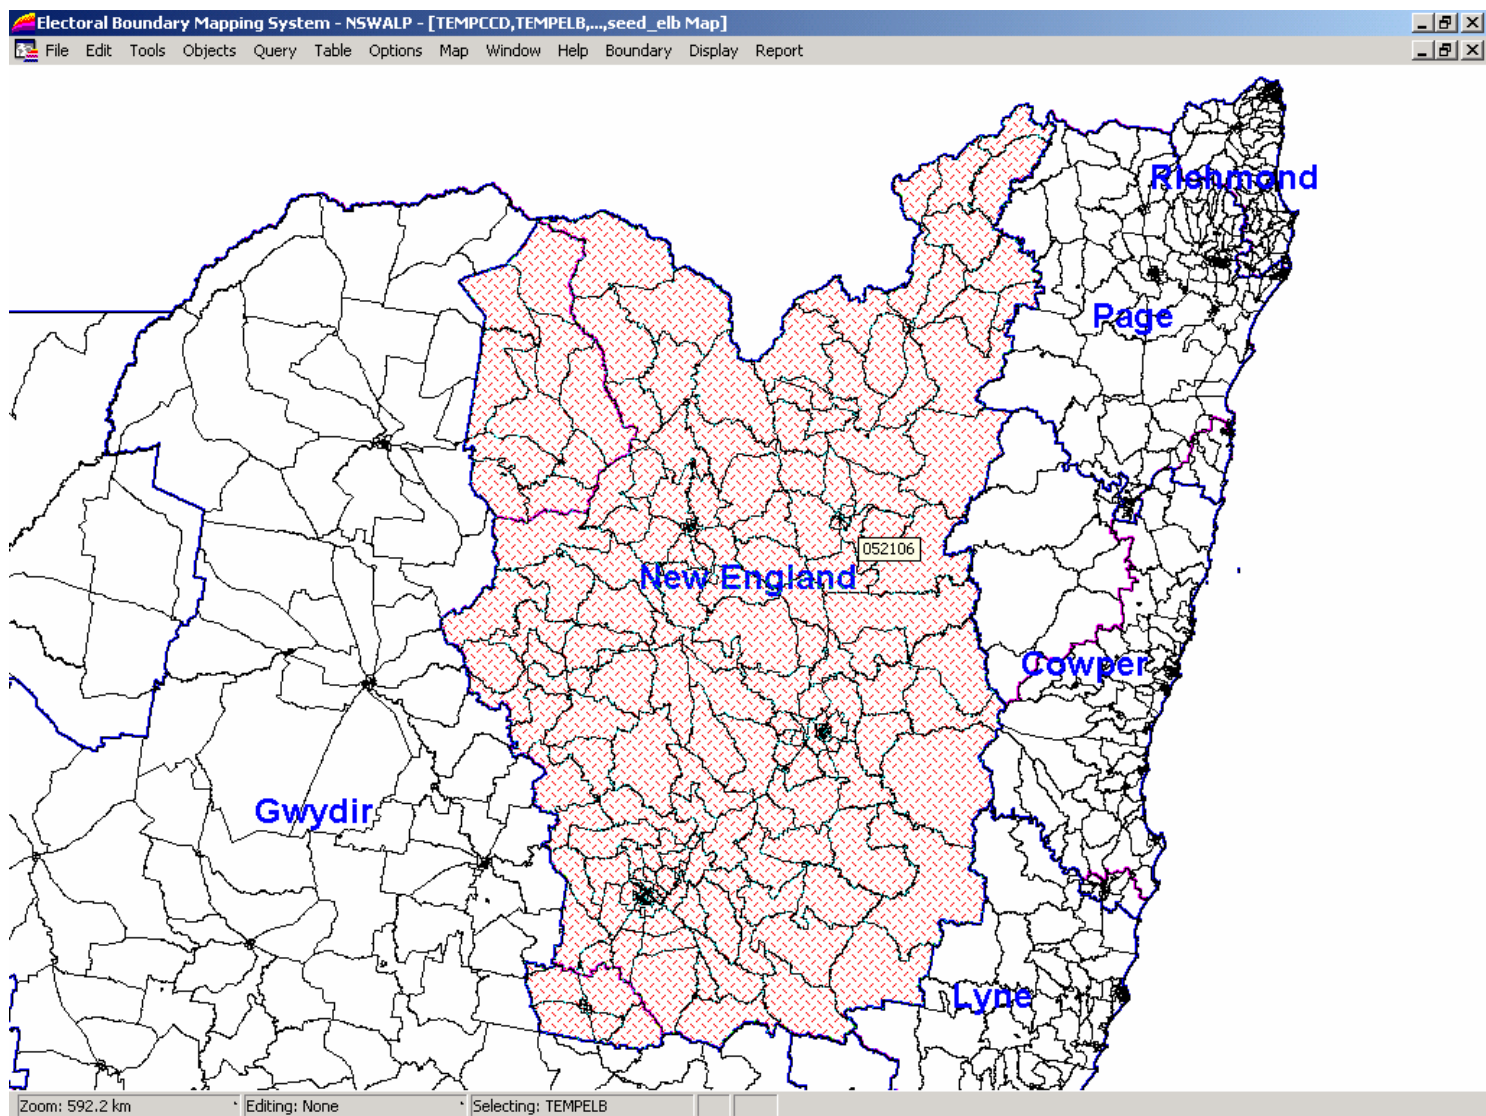 Electoral Boundary Mapping System - NSWALP - [TEMPCCD,TEMPELB,...,seed_elb Map]
File Edit Tools Objects Query Table Options Map Window Help Boundary Display Report
Richmond
Page
052106
New England
Cowper
Gwydir
Lyne
Zoom: 592.2 km Editing: None Selecting: TEMPELB